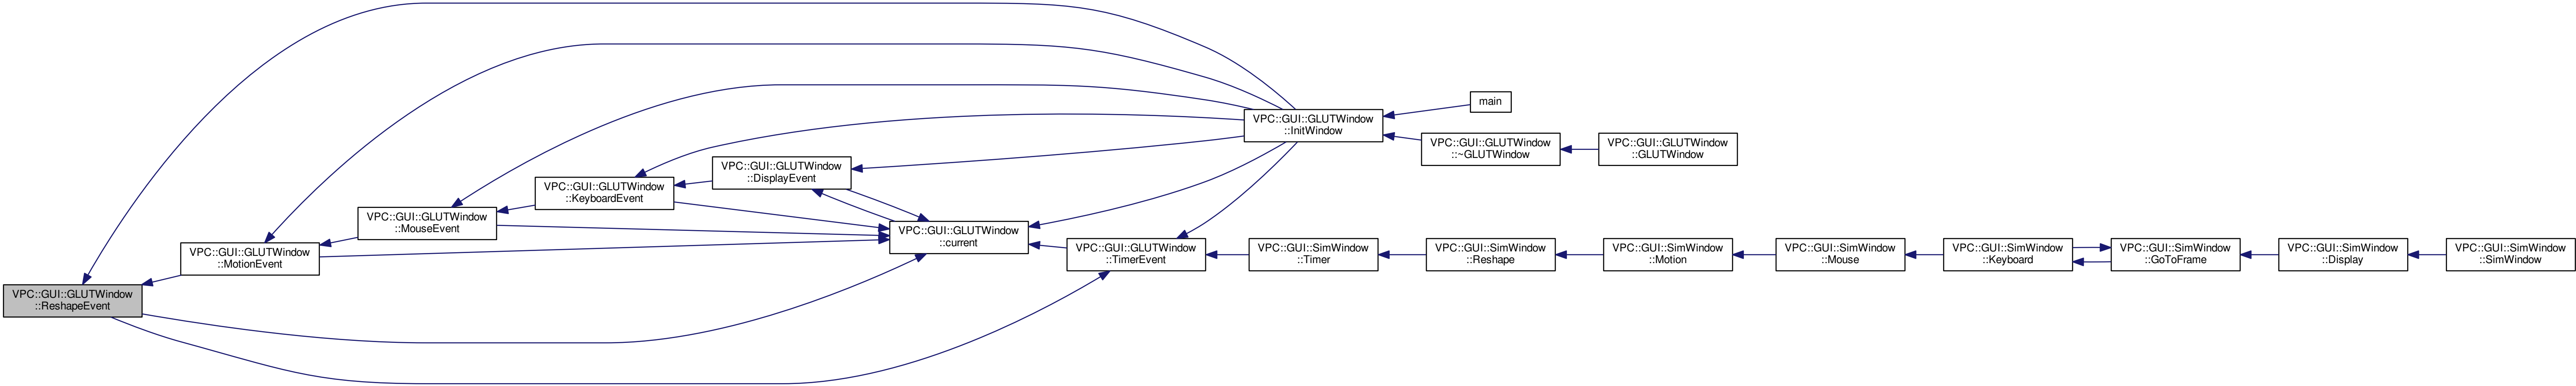 main
VPC::GUI::GLUTWindow
::InitWindow
VPC::GUI::GLUTWindow
::~GLUTWindow
VPC::GUI::GLUTWindow
::GLUTWindow
VPC::GUI::GLUTWindow
::DisplayEvent
VPC::GUI::GLUTWindow
::KeyboardEvent
VPC::GUI::GLUTWindow
::MouseEvent
VPC::GUI::GLUTWindow
::current
VPC::GUI::GLUTWindow
::MotionEvent
VPC::GUI::GLUTWindow
::TimerEvent
VPC::GUI::SimWindow
::Timer
VPC::GUI::SimWindow
::Reshape
VPC::GUI::SimWindow
::Motion
VPC::GUI::SimWindow
::Mouse
VPC::GUI::SimWindow
::Keyboard
VPC::GUI::SimWindow
::GoToFrame
VPC::GUI::SimWindow
::Display
VPC::GUI::SimWindow
::SimWindow
VPC::GUI::GLUTWindow
::ReshapeEvent